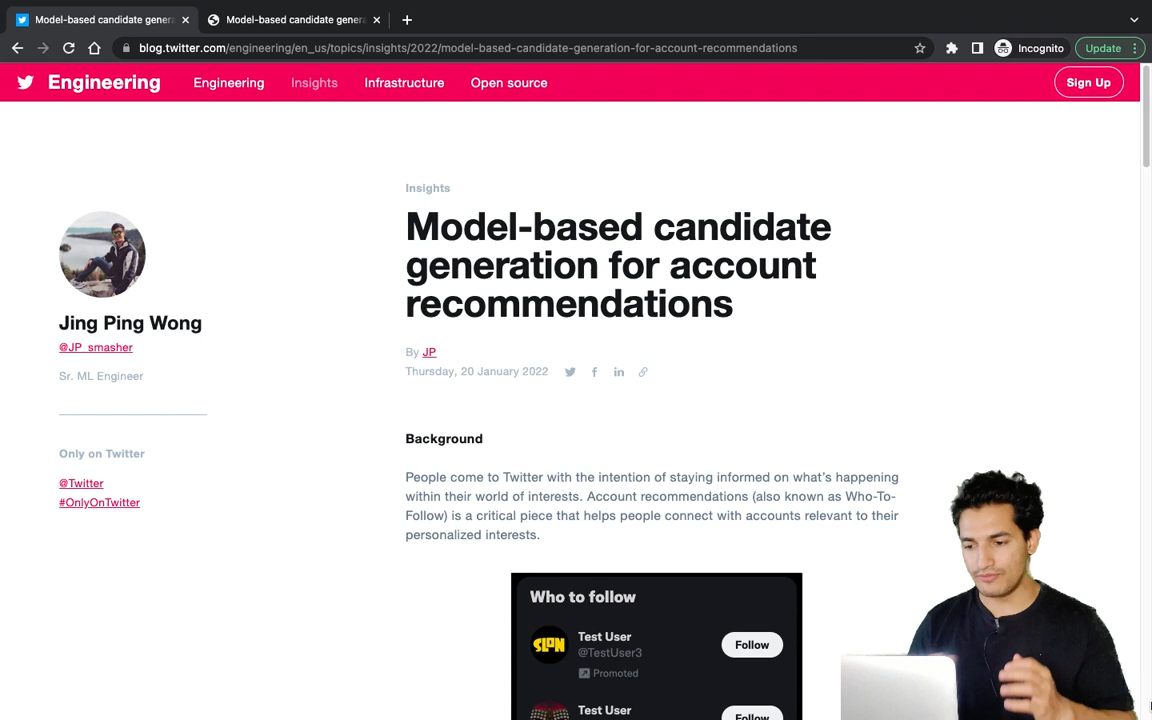 Model-based candidate genera
Model-based candidate genera
blog.twitter.com/engineering/en_us/topics/insights/2022/model-based-candidate-generation-for-account-recommendations
Incognito
Update
Engineering
Engineering
Insights
Infrastructure
Open source
Sign Up
Jing Ping Wong
@JP_smasher
Sr. ML Engineer
Only on Twitter
@Twitter
#OnlyOnTwitter
Insights
Model-based candidate
generation for account
recommendations
By JP
Thursday, 20 January 2022
Background
People come to Twitter with the intention of staying informed on what's happening
within their world of interests. Account recommendations (also known as Who-To-
Follow) is a critical piece that helps people connect with accounts relevant to their
personalized interests.
Who to follow
SLON
Test User
@TestUser3
Promoted
Follow
Test User
Follow